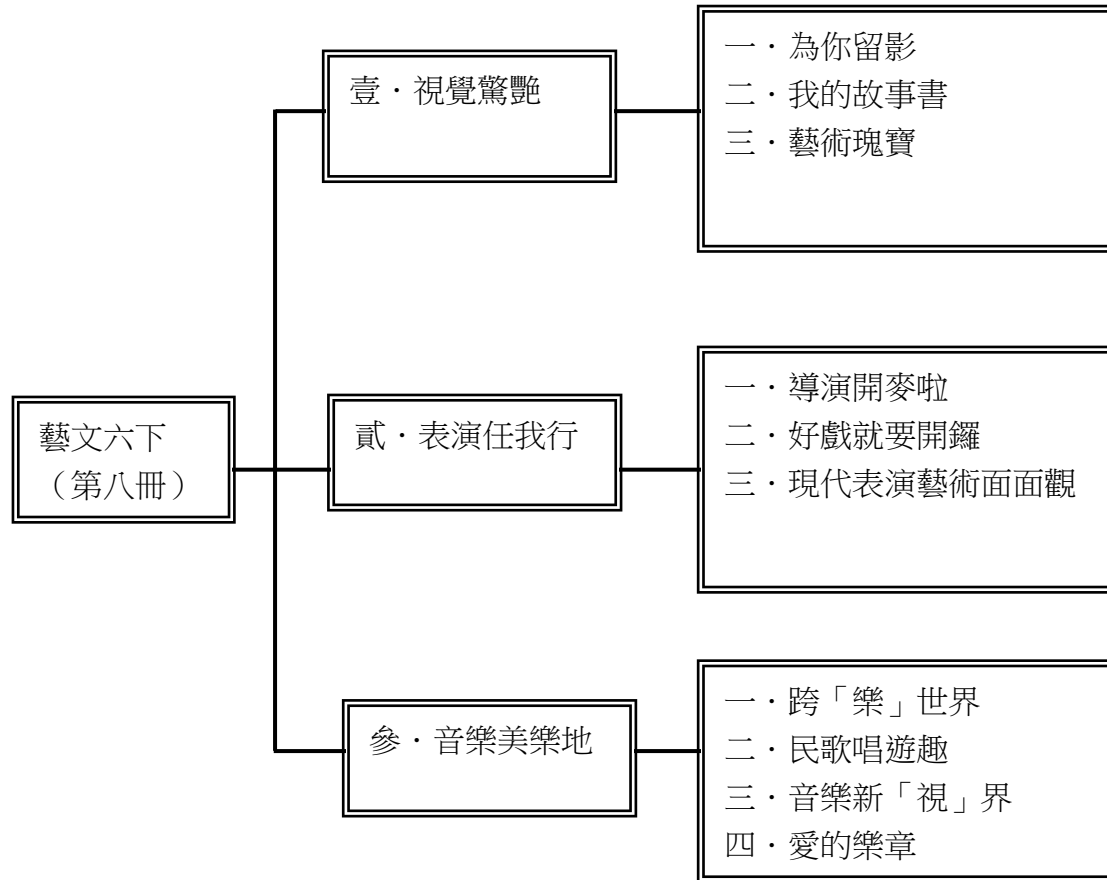 藝文六下
（第八冊）
壹．視覺驚艷
一．為你留影
二．我的故事書
三．藝術瑰寶
貳．表演任我行
一．導演開麥啦
二．好戲就要開鑼
三．現代表演藝術面面觀
參．音樂美樂地
一．跨「樂」世界
二．民歌唱遊趣
三．音樂新「視」界
四．愛的樂章